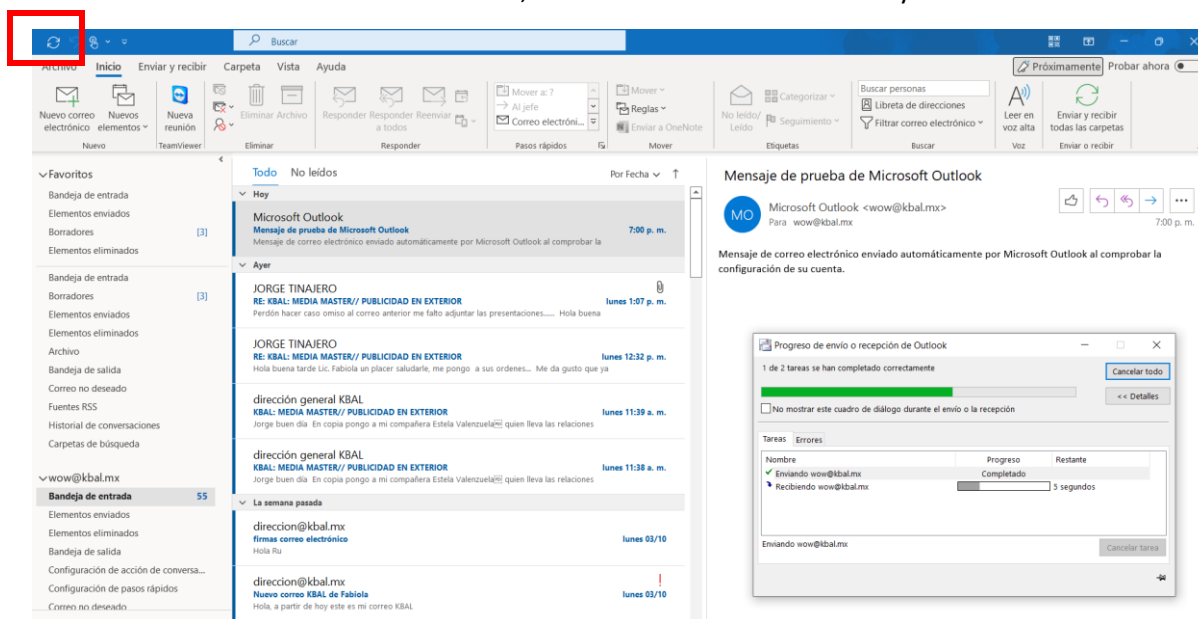 Buscar
Archivo Inicio Enviar y recibir Carpeta Vista Ayuda
Próximamente Probar ahora
Nuevo correo electrónico
Nuevos elementos
Nueva reunión
Eliminar Archivo
Responder Responder a todos Reenviar
Mover a: ?
Al jefe
Correo electróni...
Mover
Reglas
Enviar a OneNote
No leído/ Leído
Categorizar
Seguimiento
Buscar personas
Libreta de direcciones
Filtrar correo electrónico
Leer en voz alta
Enviar y recibir todas las carpetas
Nuevo TeamViewer Eliminar Responder Pasos rápidos Mover Etiquetas Buscar Voz Enviar o recibir
Favoritos
Bandeja de entrada
Elementos enviados
Borradores [3]
Elementos eliminados
Bandeja de entrada
Borradores [3]
Elementos enviados
Elementos eliminados
Archivo
Bandeja de salida
Correo no deseado
Fuentes RSS
Historial de conversaciones
Carpetas de búsqueda
wow@kbal.mx
Bandeja de entrada 55
Elementos enviados
Elementos eliminados
Bandeja de salida
Configuración de acción de conversa...
Configuración de pasos rápidos
Correo no deseado
Todo No leídos Por Fecha ↑
Hoy
Microsoft Outlook
Mensaje de prueba de Microsoft Outlook 7:00 p. m.
Mensaje de correo electrónico enviado automáticamente por Microsoft Outlook al comprobar la
Ayer
JORGE TINAJERO
RE: KBAL: MEDIA MASTER// PUBLICIDAD EN EXTERIOR lunes 1:07 p. m.
Perdón hacer caso omiso al correo anterior me falto adjuntar las presentaciones...... Hola buena
JORGE TINAJERO
RE: KBAL: MEDIA MASTER// PUBLICIDAD EN EXTERIOR lunes 12:32 p. m.
Hola buena tarde Lic. Fabiola un placer saludarle, me pongo a sus ordenes... Me da gusto que ya
dirección general KBAL
KBAL: MEDIA MASTER// PUBLICIDAD EN EXTERIOR lunes 11:39 a. m.
Jorge buen día En copia pongo a mi compañera Estela Valenzuela quien lleva las relaciones
dirección general KBAL
KBAL: MEDIA MASTER// PUBLICIDAD EN EXTERIOR lunes 11:38 a. m.
Jorge buen día En copia pongo a mi compañera Estela Valenzuela quien lleva las relaciones
La semana pasada
direccion@kbal.mx
firmas correo electrónico lunes 03/10
Hola Ru
direccion@kbal.mx !
Nuevo correo KBAL de Fabiola lunes 03/10
Hola, a partir de hoy este es mi correo KBAL
Mensaje de prueba de Microsoft Outlook
MO
Microsoft Outlook <wow@kbal.mx>
Para wow@kbal.mx
7:00 p. m.
Mensaje de correo electrónico enviado automáticamente por Microsoft Outlook al comprobar la
configuración de su cuenta.
Progreso de envío o recepción de Outlook
1 de 2 tareas se han completado correctamente
Cancelar todo
<< Detalles
No mostrar este cuadro de diálogo durante el envío o la recepción
Tareas Errores
Nombre Progreso Restante
Enviando wow@kbal.mx Completado
Recibiendo wow@kbal.mx 5 segundos
Enviando wow@kbal.mx
Cancelar tarea